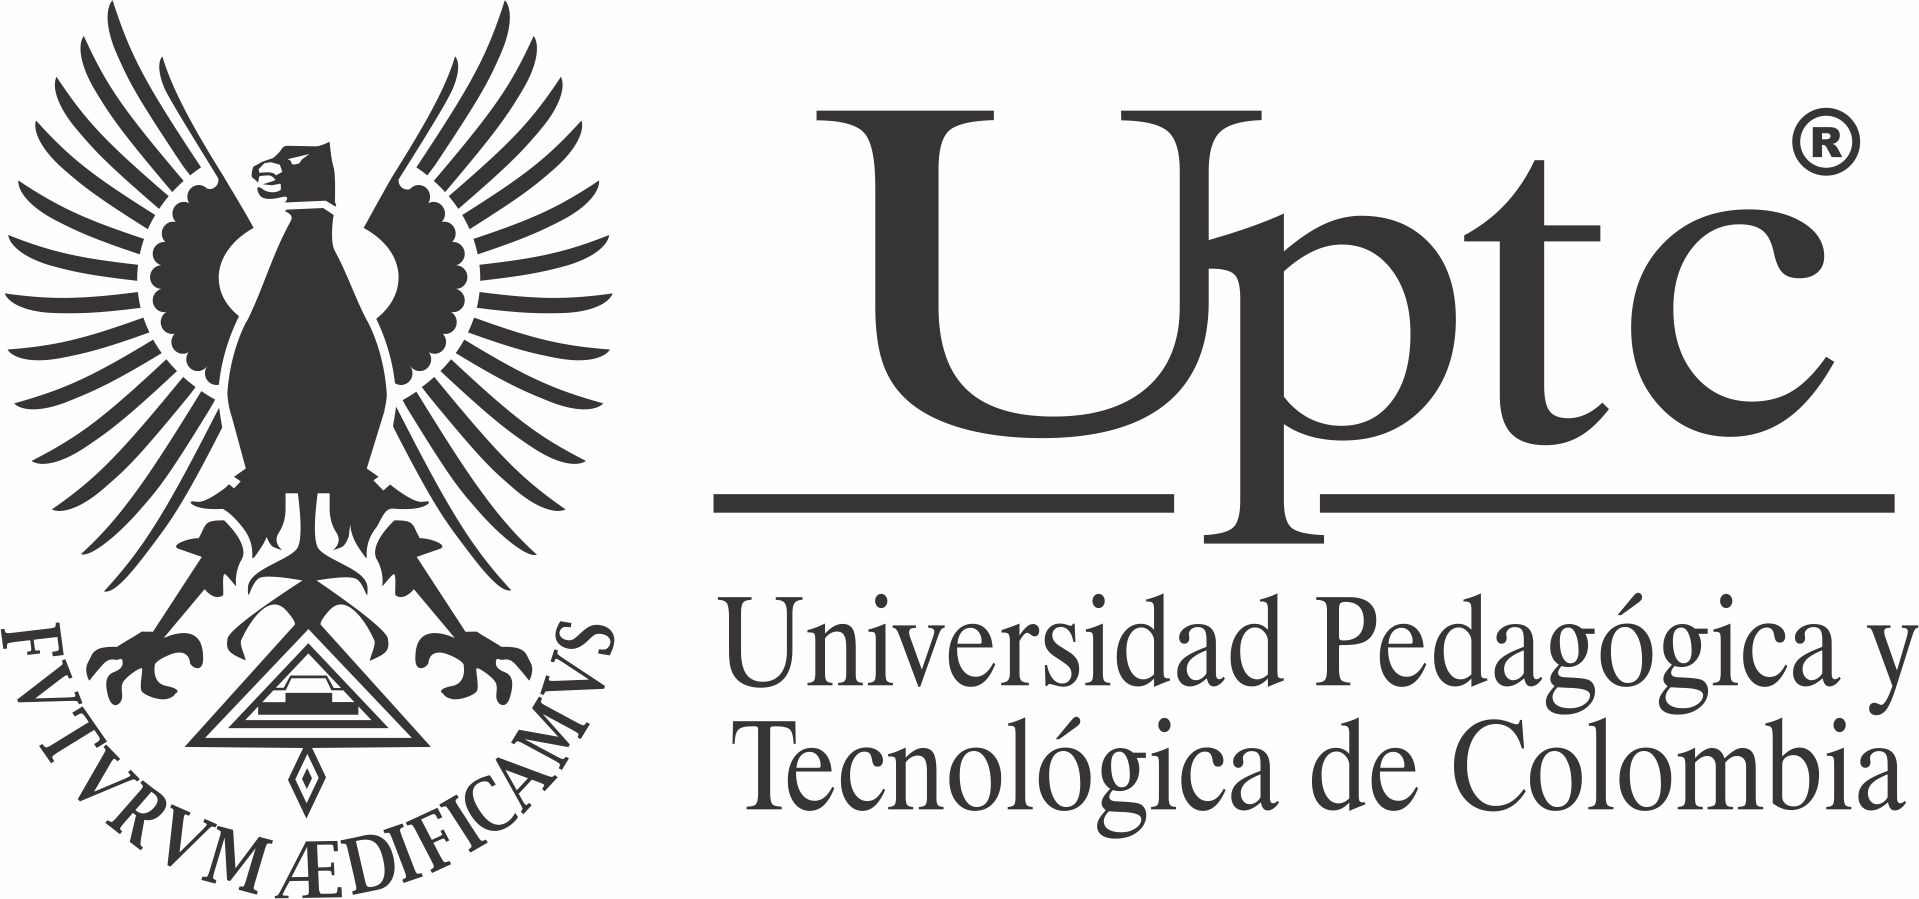 FVTVRVM ÆDIFICAMVS
Uptc®
Universidad Pedagógica y
Tecnológica de Colombia